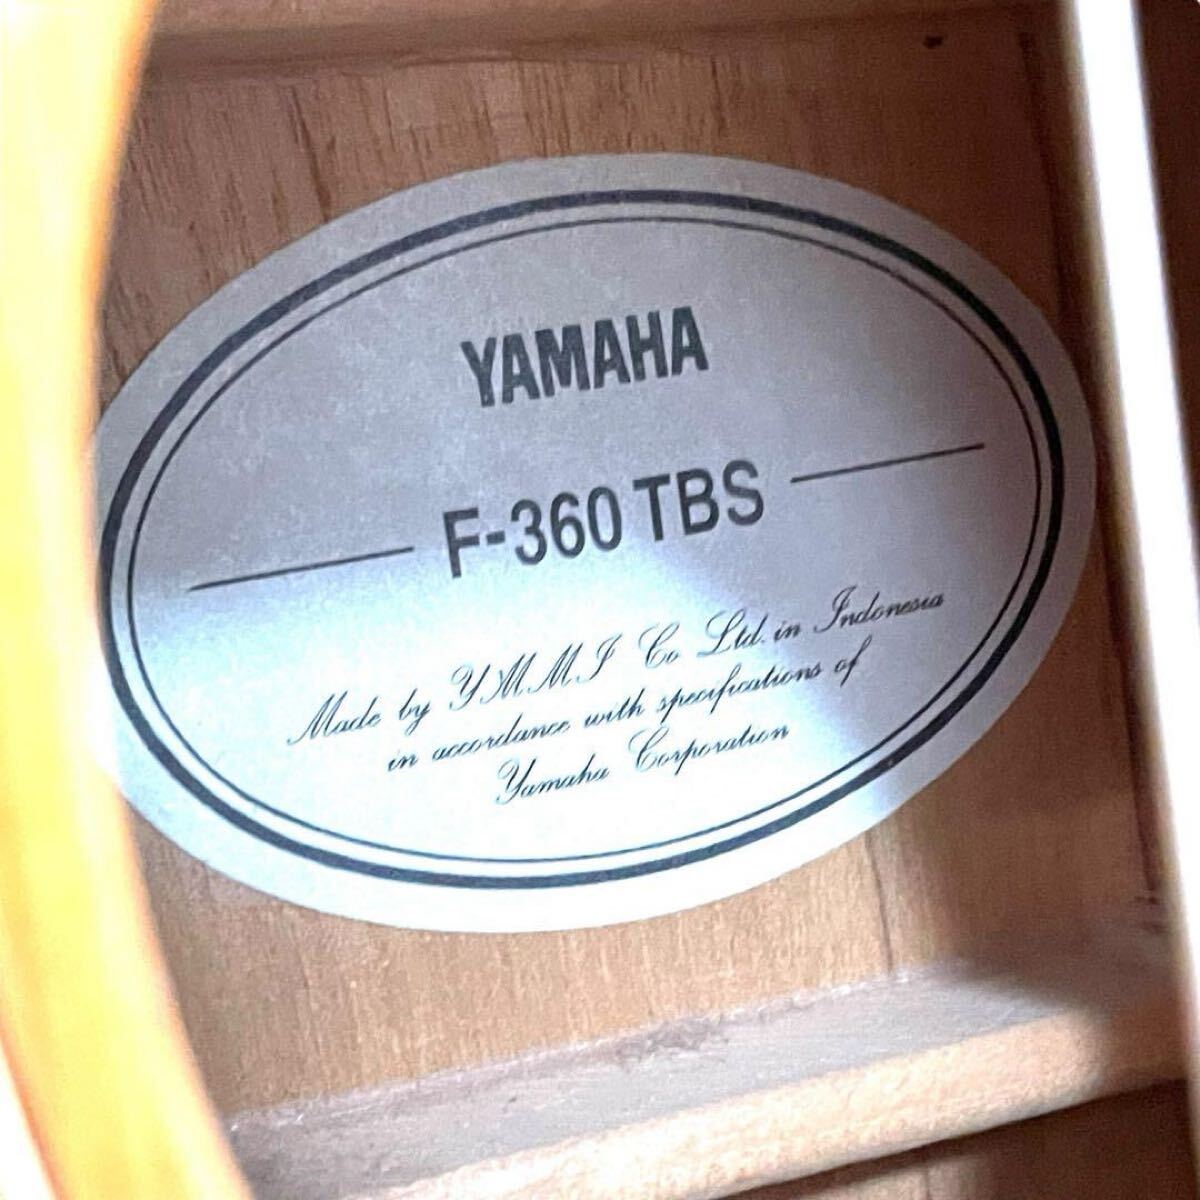 YAMAHA
F-360 TBS
Made by YMMI Co Ltd. in Indonesia
in accordance with specifications of
Yamaha Corporation